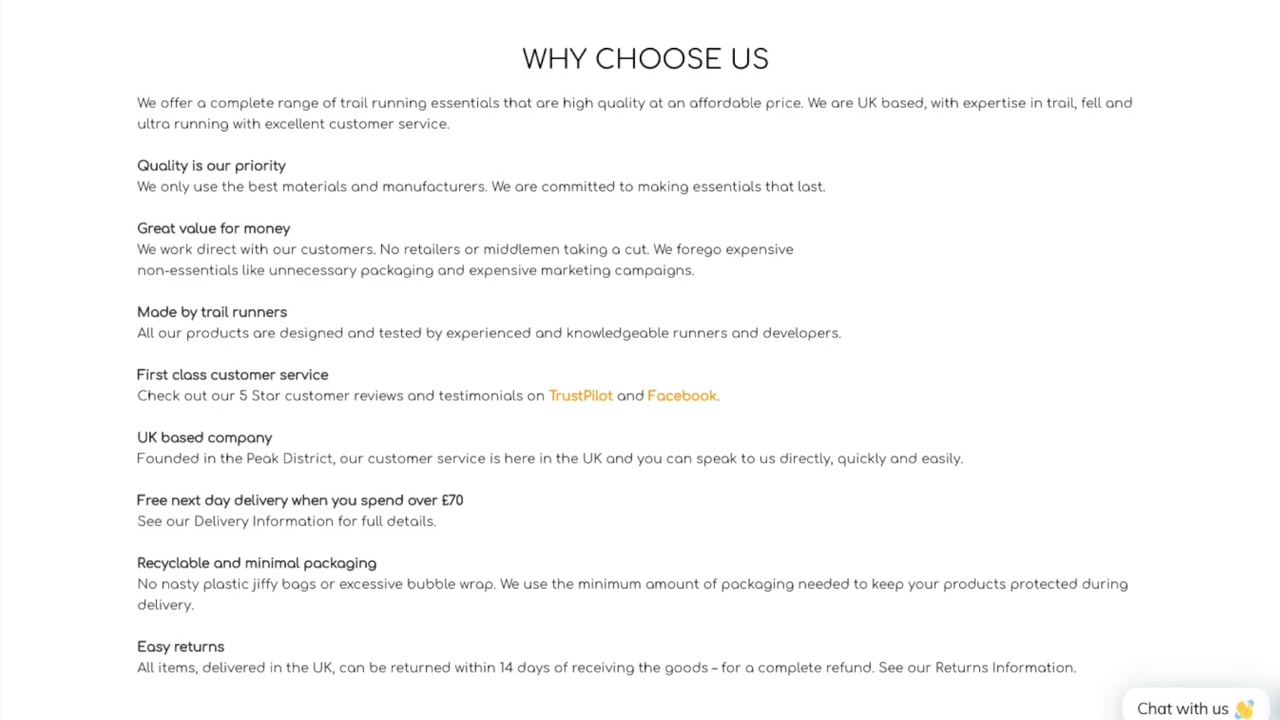 WHY CHOOSE US
We offer a complete range of trail running essentials that are high quality at an affordable price. We are UK based, with expertise in trail, fell and
ultra running with excellent customer service.
Quality is our priority
We only use the best materials and manufacturers. We are committed to making essentials that last.
Great value for money
We work direct with our customers. No retailers or middlemen taking a cut. We forego expensive
non-essentials like unnecessary packaging and expensive marketing campaigns.
Made by trail runners
All our products are designed and tested by experienced and knowledgeable runners and developers.
First class customer service
Check out our 5 Star customer reviews and testimonials on TrustPilot and Facebook.
UK based company
Founded in the Peak District, our customer service is here in the UK and you can speak to us directly, quickly and easily.
Free next day delivery when you spend over £70
See our Delivery Information for full details.
Recyclable and minimal packaging
No nasty plastic jiffy bags or excessive bubble wrap. We use the minimum amount of packaging needed to keep your products protected during
delivery.
Easy returns
All items, delivered in the UK, can be returned within 14 days of receiving the goods – for a complete refund. See our Returns Information.
Chat with us 👋